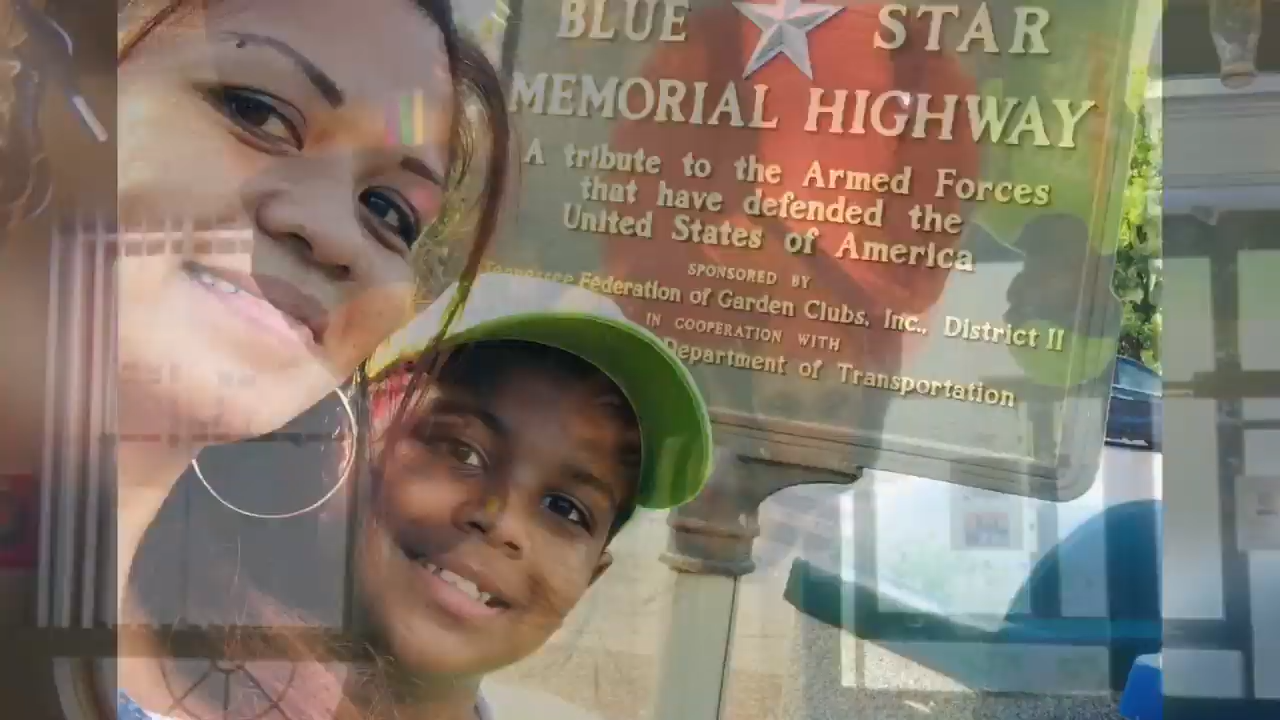 BLUE STAR
MEMORIAL HIGHWAY
A tribute to the Armed Forces
that have defended the
United States of America
SPONSORED BY
Tennessee Federation of Garden Clubs, Inc., District II
IN COOPERATION WITH
Department of Transportation